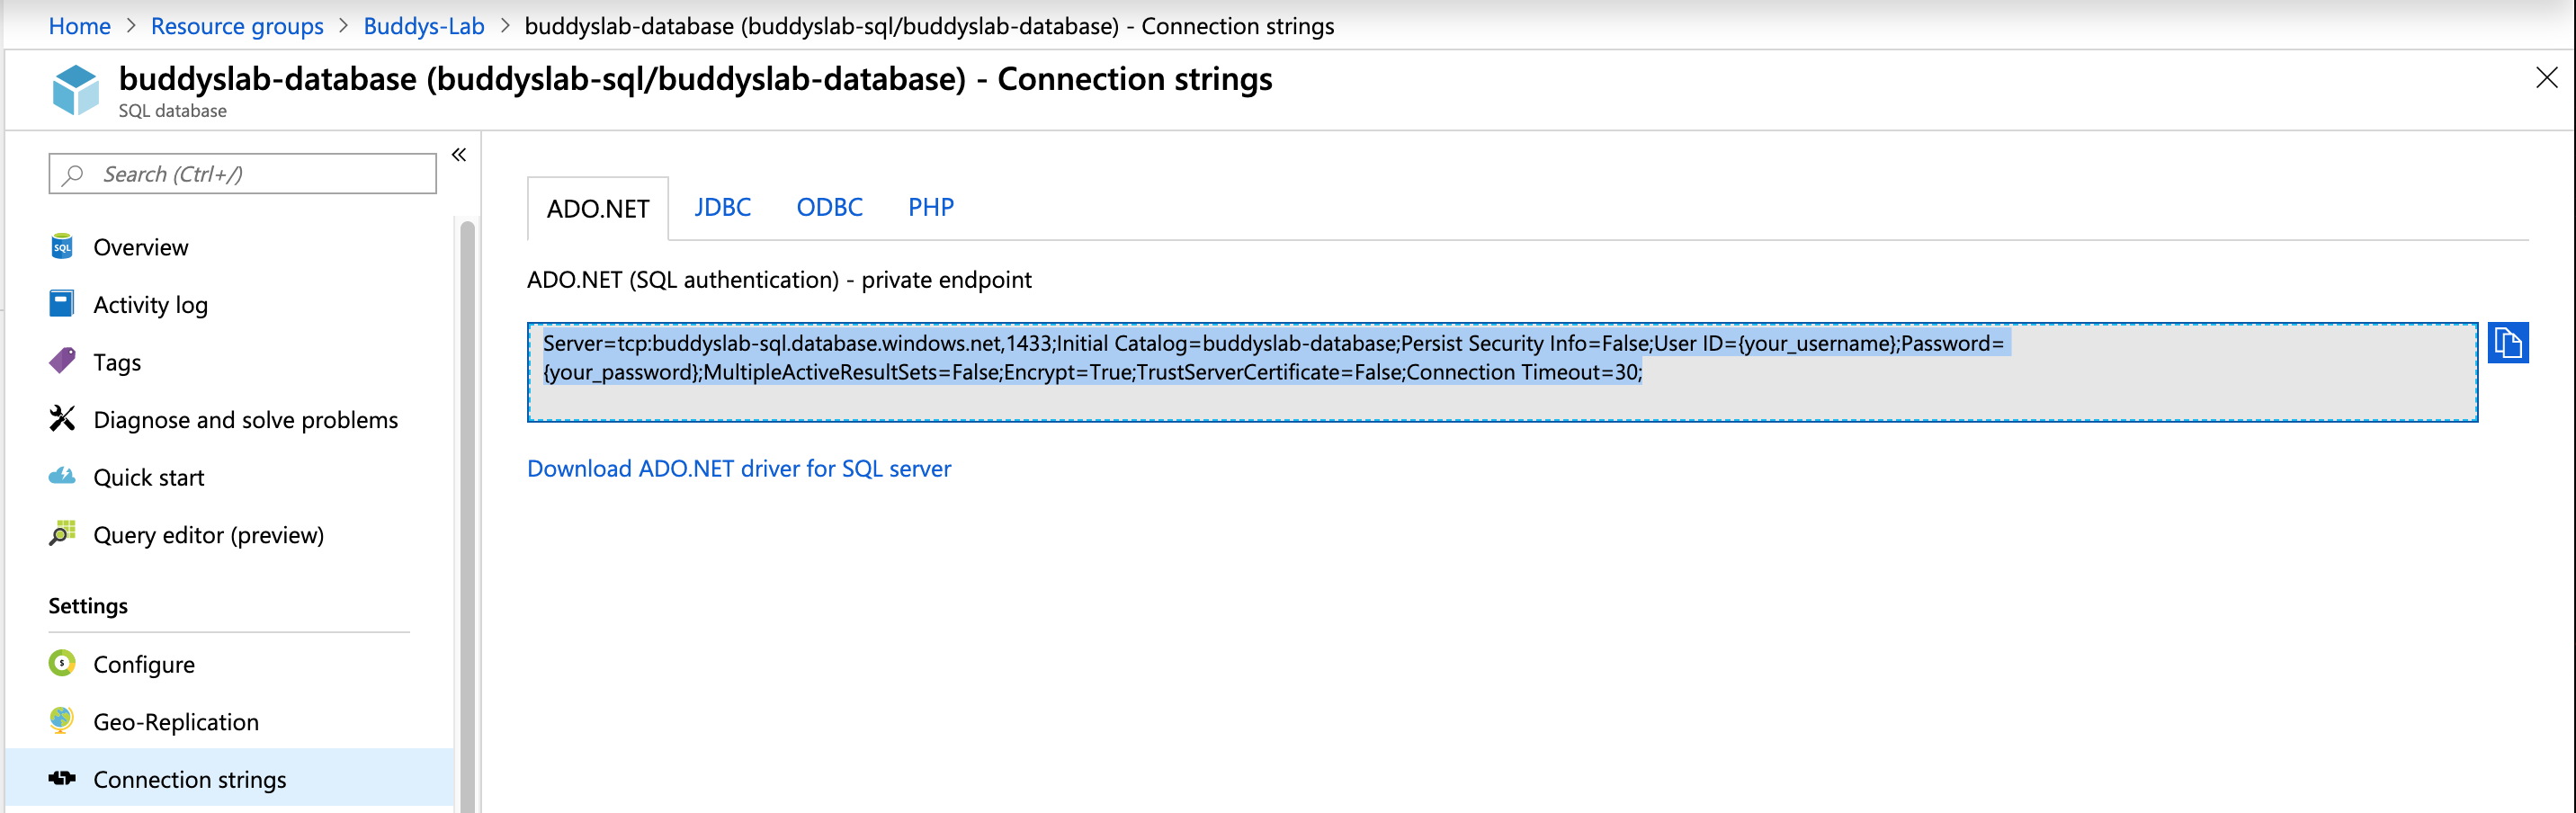 Home > Resource groups > Buddys-Lab > buddyslab-database (buddyslab-sql/buddyslab-database) - Connection strings
buddyslab-database (buddyslab-sql/buddyslab-database) - Connection strings
SQL database
Search (Ctrl+/)
«
SQL Overview
Activity log
Tags
Diagnose and solve problems
Quick start
Query editor (preview)
Settings
$ Configure
Geo-Replication
Connection strings
ADO.NET JDBC ODBC PHP
ADO.NET (SQL authentication) - private endpoint
Server=tcp:buddyslab-sql.database.windows.net,1433;Initial Catalog=buddyslab-database;Persist Security Info=False;User ID={your_username};Password=
{your_password};MultipleActiveResultSets=False;Encrypt=True;TrustServerCertificate=False;Connection Timeout=30;
Download ADO.NET driver for SQL server